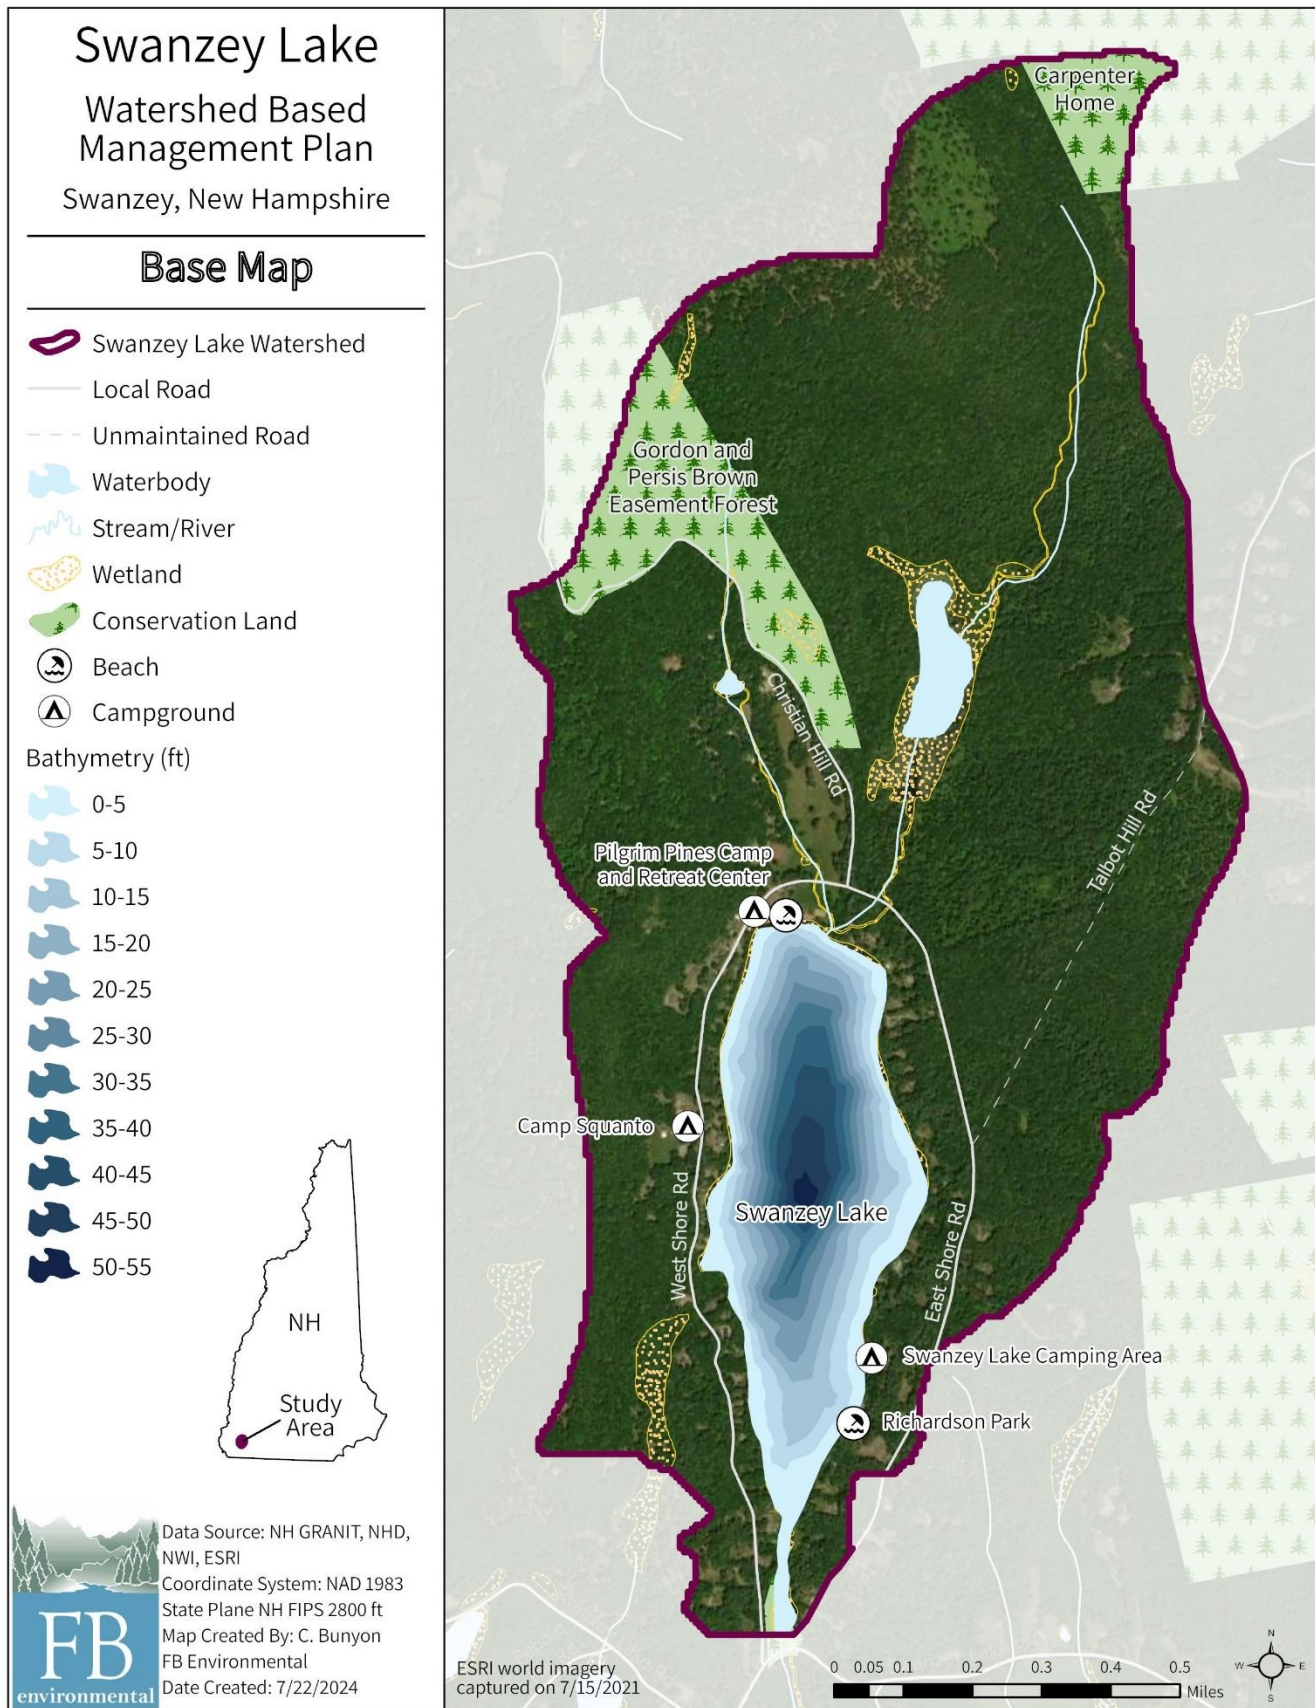 Swanzey Lake
Watershed Based
Management Plan
Swanzey, New Hampshire
Base Map
Swanzey Lake Watershed
Local Road
Unmaintained Road
Waterbody
Stream/River
Wetland
Conservation Land
Beach
Campground
Bathymetry (ft)
0-5
5-10
10-15
15-20
20-25
25-30
30-35
35-40
40-45
45-50
50-55
NH
Study
Area
FB
environmental
Data Source: NH GRANIT, NHD,
NWI, ESRI
Coordinate System: NAD 1983
State Plane NH FIPS 2800 ft
Map Created By: C. Bunyon
FB Environmental
Date Created: 7/22/2024
Carpenter
Home
Gordon and
Persis Brown
Easement Forest
Christian Hill Rd
Talbot Hill Rd
Pilgrim Pines Camp
and Retreat Center
Camp Squanto
Swanzey Lake
West Shore Rd
East Shore Rd
Swanzey Lake Camping Area
Richardson Park
ESRI world imagery
captured on 7/15/2021
0 0.05 0.1 0.2 0.3 0.4 0.5
Miles
N
W E
S